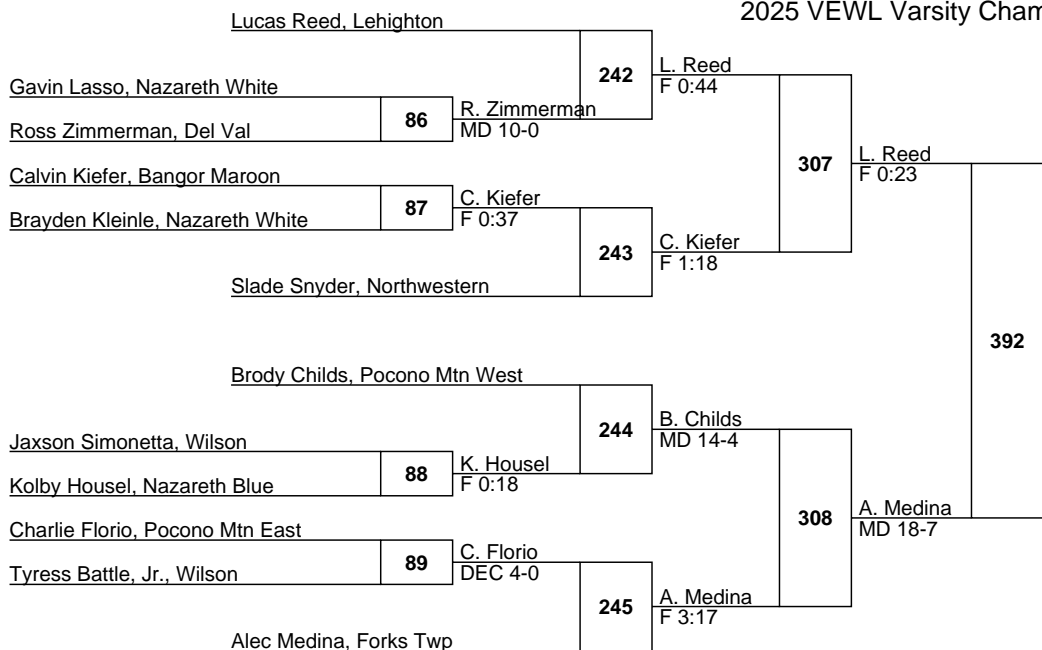 2025 VEWL Varsity Cham
Lucas Reed, Lehighton
242
L. Reed
F 0:44
Gavin Lasso, Nazareth White
86
R. Zimmerman
MD 10-0
Ross Zimmerman, Del Val
307
L. Reed
F 0:23
Calvin Kiefer, Bangor Maroon
87
C. Kiefer
F 0:37
Brayden Kleinle, Nazareth White
243
C. Kiefer
F 1:18
Slade Snyder, Northwestern
392
Brody Childs, Pocono Mtn West
244
B. Childs
MD 14-4
Jaxson Simonetta, Wilson
88
K. Housel
F 0:18
Kolby Housel, Nazareth Blue
308
A. Medina
MD 18-7
Charlie Florio, Pocono Mtn East
89
C. Florio
DEC 4-0
Tyress Battle, Jr., Wilson
245
A. Medina
F 3:17
Alec Medina, Forks Twp